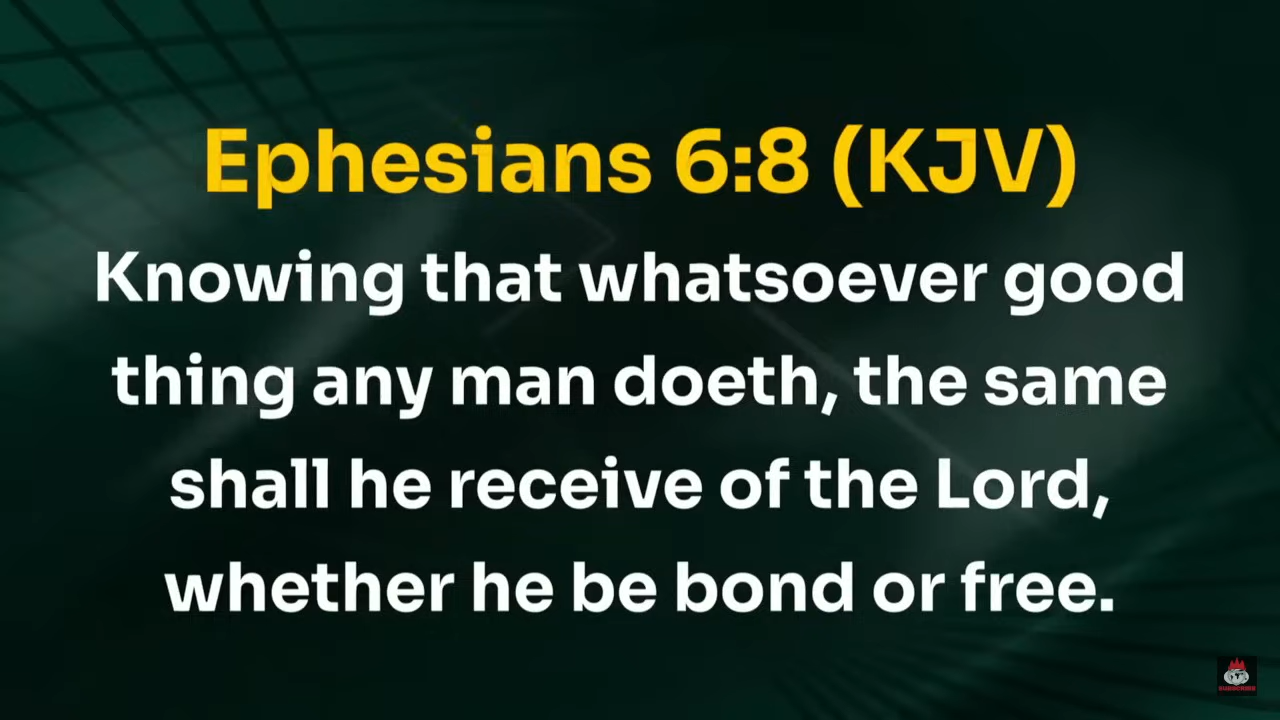 Ephesians 6:8 (KJV)
Knowing that whatsoever good
thing any man doeth, the same
shall he receive of the Lord,
whether he be bond or free.
SUBSCRIBE